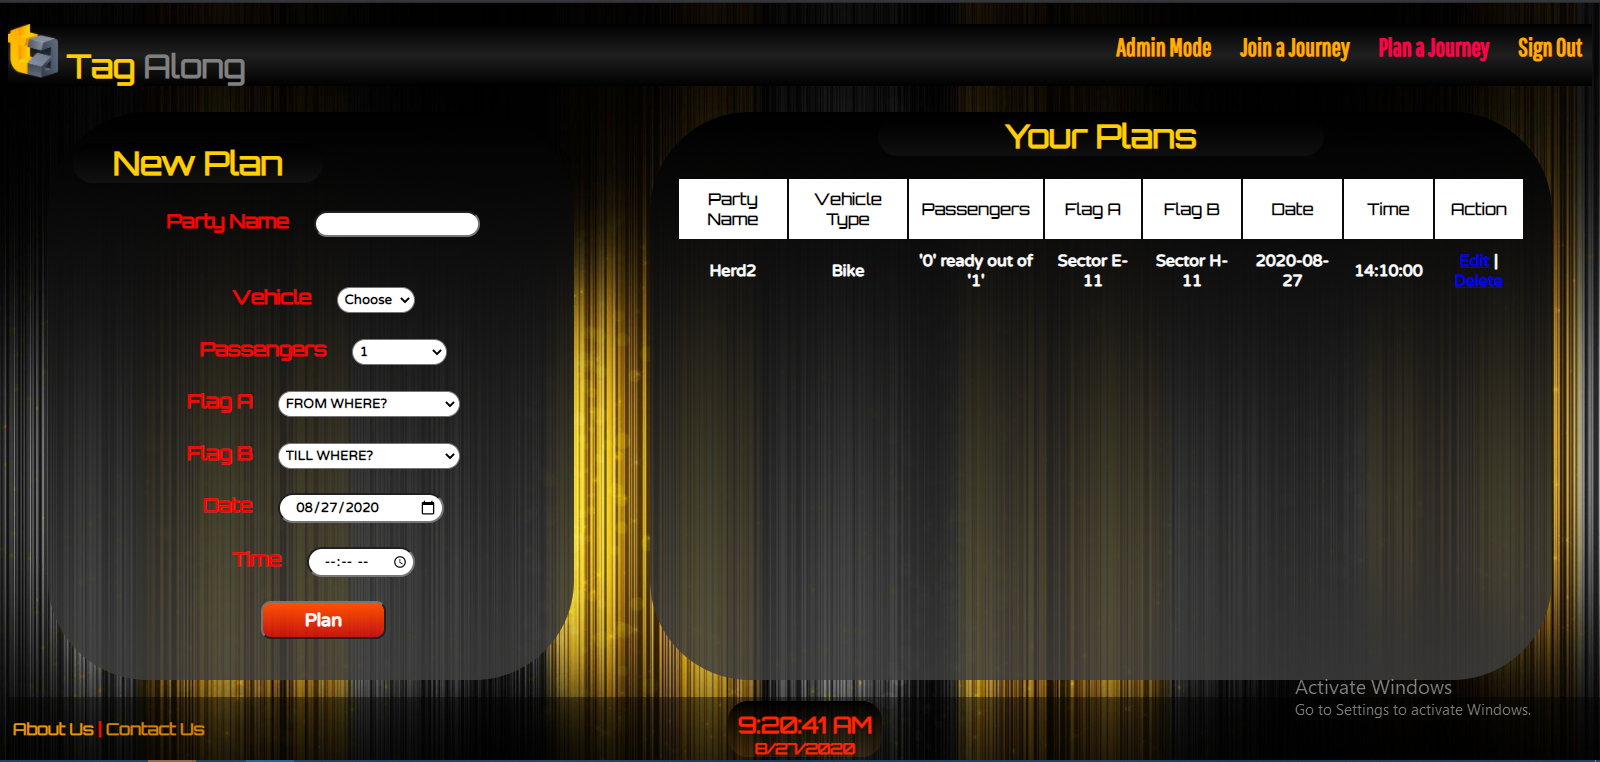 Tag Along
Admin Mode Join a Journey Plan a Journey Sign Out
New Plan
Party Name
Vehicle Choose
Passengers 1
Flag A FROM WHERE?
Flag B TILL WHERE?
Date 08/27/2020
Time --:-- --
Plan
Your Plans
Party Name Vehicle Type Passengers Flag A Flag B Date Time Action
Herd2 Bike '0' ready out of '1' Sector E-11 Sector H-11 2020-08-27 14:10:00 Edit | Delete
Activate Windows
Go to Settings to activate Windows.
About Us | Contact Us
9:20:41 AM
8/27/2020